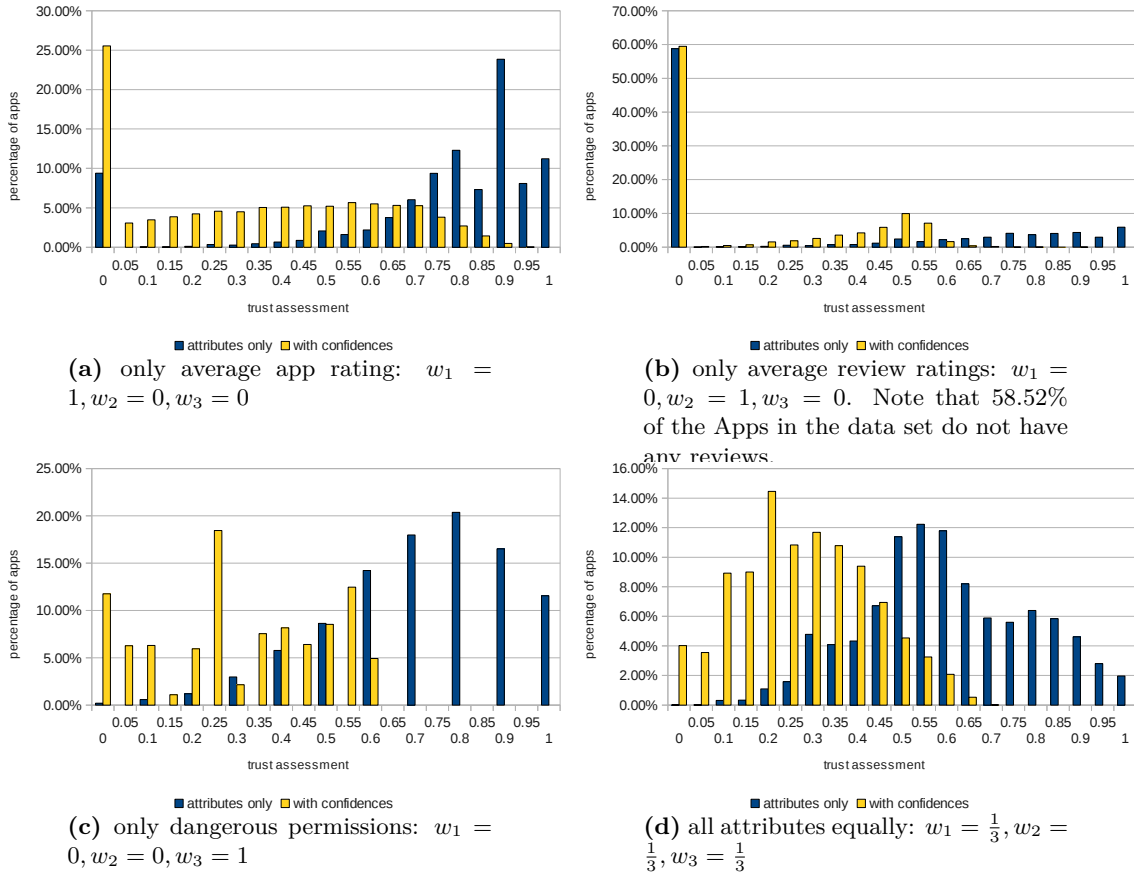 30.00%
25.00%
20.00%
15.00%
10.00%
5.00%
0.00%
percentage of apps
0.05 0.15 0.25 0.35 0.45 0.55 0.65 0.75 0.85 0.95
0 0.1 0.2 0.3 0.4 0.5 0.6 0.7 0.8 0.9 1
trust assessment
attributes only with confidences
(a) only average app rating: w₁ =
1, w₂ = 0, w₃ = 0
70.00%
60.00%
50.00%
40.00%
30.00%
20.00%
10.00%
0.00%
percentage of apps
0.05 0.15 0.25 0.35 0.45 0.55 0.65 0.75 0.85 0.95
0 0.1 0.2 0.3 0.4 0.5 0.6 0.7 0.8 0.9 1
trust assessment
attributes only with confidences
(b) only average review ratings: w₁ =
0, w₂ = 1, w₃ = 0. Note that 58.52%
of the Apps in the data set do not have
any reviews.
25.00%
20.00%
15.00%
10.00%
5.00%
0.00%
percentage of apps
0.05 0.15 0.25 0.35 0.45 0.55 0.65 0.75 0.85 0.95
0 0.1 0.2 0.3 0.4 0.5 0.6 0.7 0.8 0.9 1
trust assessment
attributes only with confidences
(c) only dangerous permissions: w₁ =
0, w₂ = 0, w₃ = 1
16.00%
14.00%
12.00%
10.00%
8.00%
6.00%
4.00%
2.00%
0.00%
percentage of apps
0.05 0.15 0.25 0.35 0.45 0.55 0.65 0.75 0.85 0.95
0 0.1 0.2 0.3 0.4 0.5 0.6 0.7 0.8 0.9 1
trust assessment
attributes only with confidences
(d) all attributes equally: w₁ = 1/3, w₂ =
1/3, w₃ = 1/3